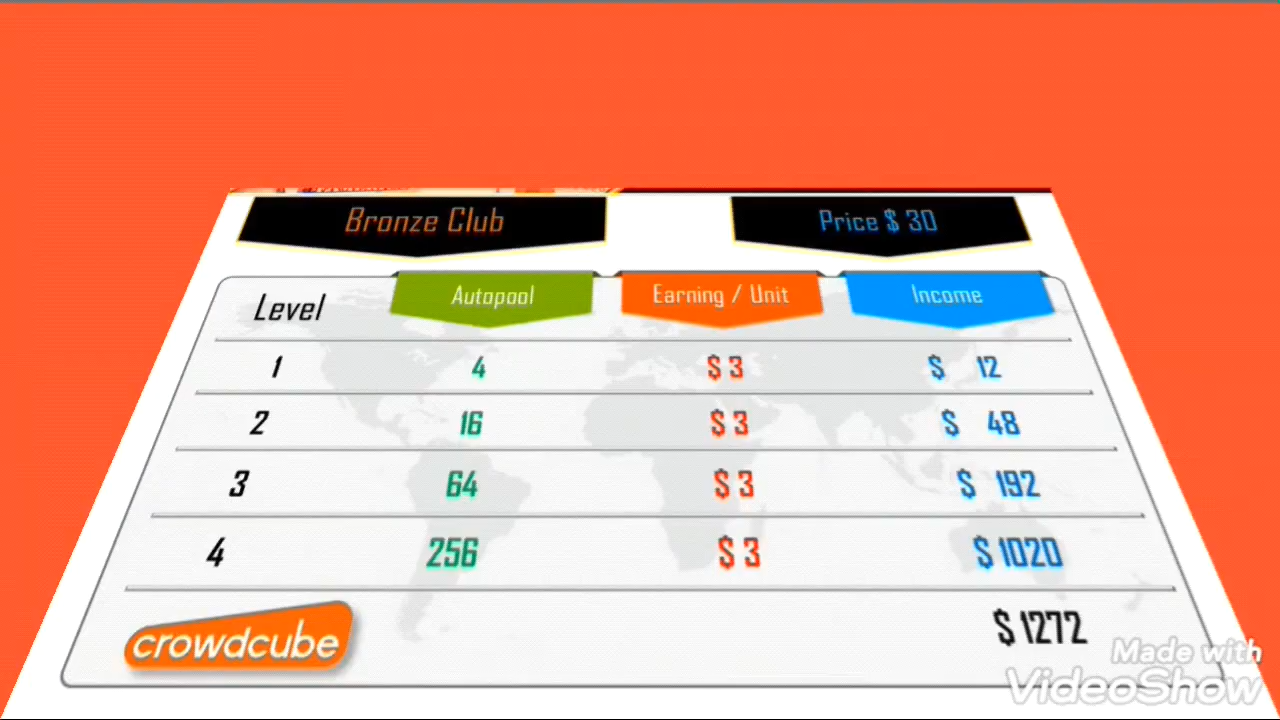 Bronze Club Price $ 30
Level Autopool Earning / Unit Income
1 4 $ 3 $ 12
2 16 $ 3 $ 48
3 64 $ 3 $ 192
4 256 $ 3 $ 1020
crowdcube $ 1272
Made with
VideoShow